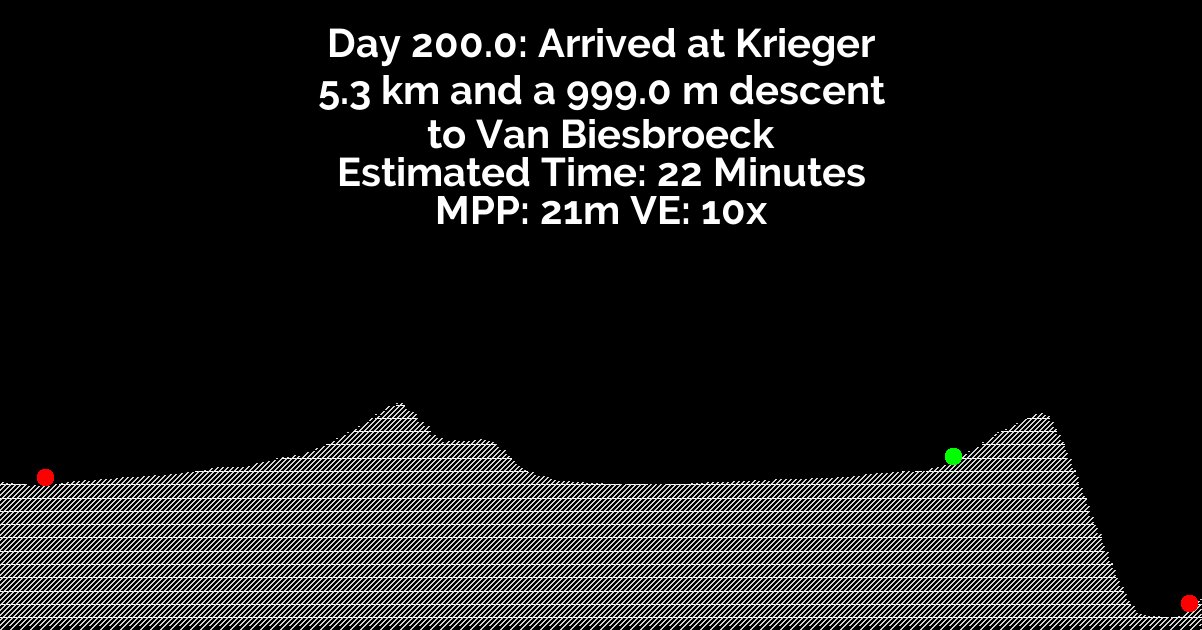 Day 200.0: Arrived at Krieger
5.3 km and a 999.0 m descent
to Van Biesbroeck
Estimated Time: 22 Minutes
MPP: 21m VE: 10x